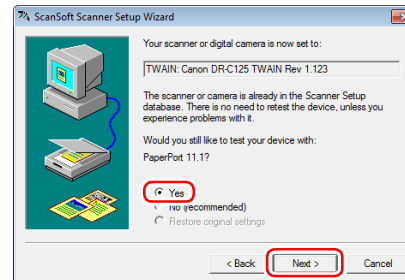 ScanSoft Scanner Setup Wizard
Your scanner or digital camera is now set to:
TWAIN: Canon DR-C125 TWAIN Rev 1.123
The scanner or camera is already in the Scanner Setup
database. There is no need to retest the device, unless you
experience problems with it.
Would you still like to test your device with:
PaperPort 11.1?
Yes
No (recommended)
Restore original settings
< Back
Next >
Cancel